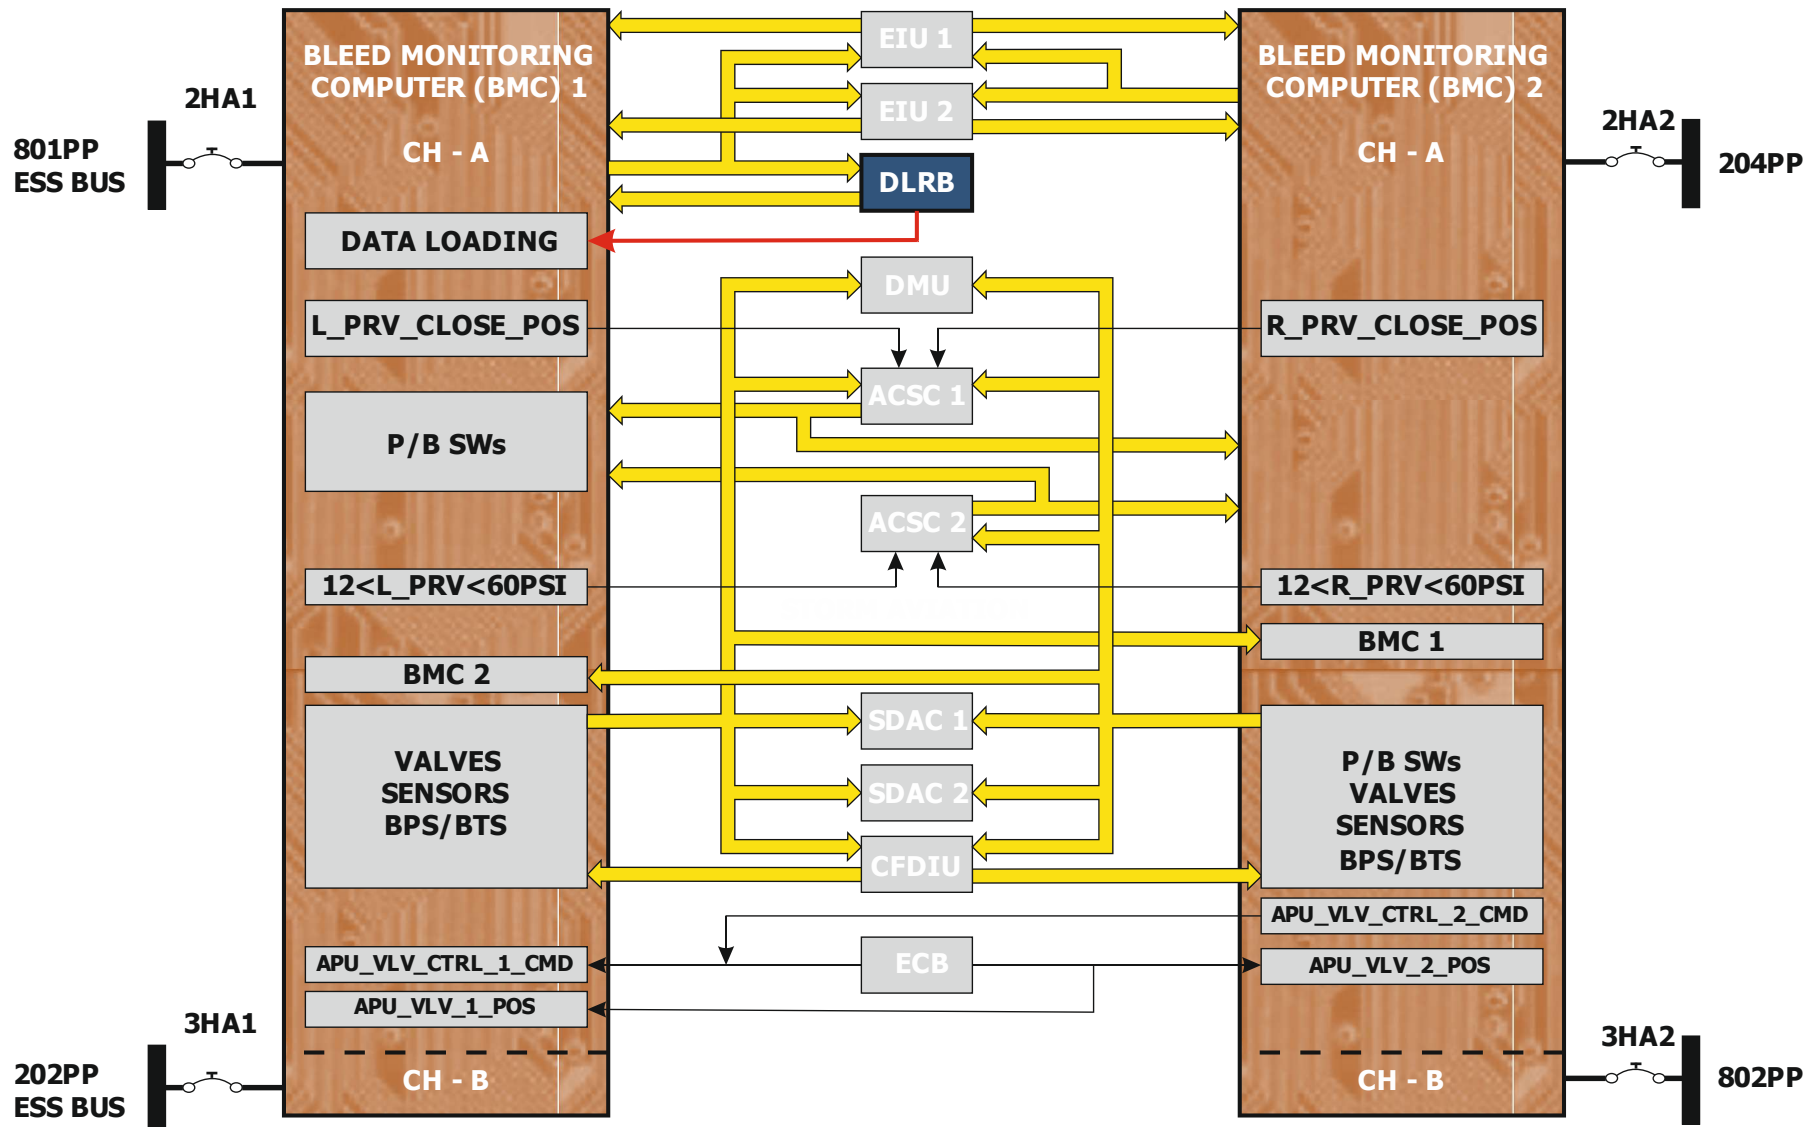 BLEED MONITORING
COMPUTER (BMC) 1
2HA1
801PP
ESS BUS
CH - A
DATA LOADING
L_PRV_CLOSE_POS
P/B SWs
12<L_PRV<60PSI
BMC 2
VALVES
SENSORS
BPS/BTS
APU_VLV_CTRL_1_CMD
APU_VLV_1_POS
3HA1
202PP
ESS BUS
CH - B
EIU 1
EIU 2
DLRB
DMU
ACSC 1
ACSC 2
SDAC 1
SDAC 2
CFDIU
ECB
BLEED MONITORING
COMPUTER (BMC) 2
2HA2
204PP
CH - A
R_PRV_CLOSE_POS
12<R_PRV<60PSI
BMC 1
P/B SWs
VALVES
SENSORS
BPS/BTS
APU_VLV_CTRL_2_CMD
APU_VLV_2_POS
3HA2
802PP
CH - B